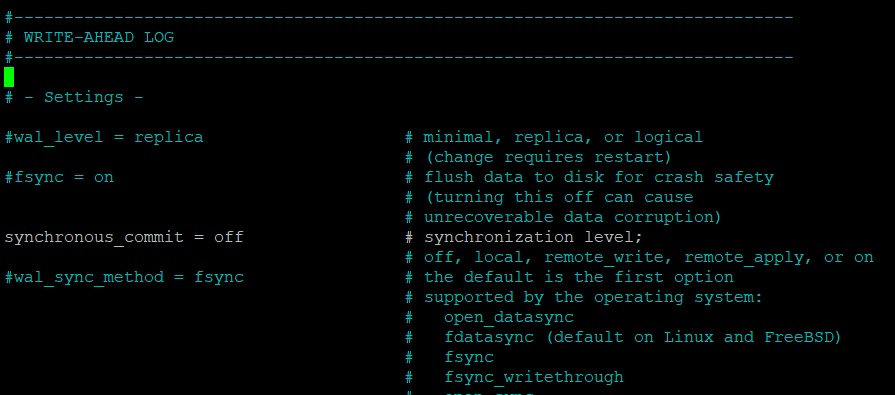 #------------------------------------------------------------------------------
# WRITE-AHEAD LOG
#------------------------------------------------------------------------------
# - Settings -
#wal_level = replica # minimal, replica, or logical
# (change requires restart)
#fsync = on # flush data to disk for crash safety
# (turning this off can cause
# unrecoverable data corruption)
synchronous_commit = off # synchronization level;
# off, local, remote_write, remote_apply, or on
#wal_sync_method = fsync # the default is the first option
# supported by the operating system:
# open_datasync
# fdatasync (default on Linux and FreeBSD)
# fsync
# fsync_writethrough